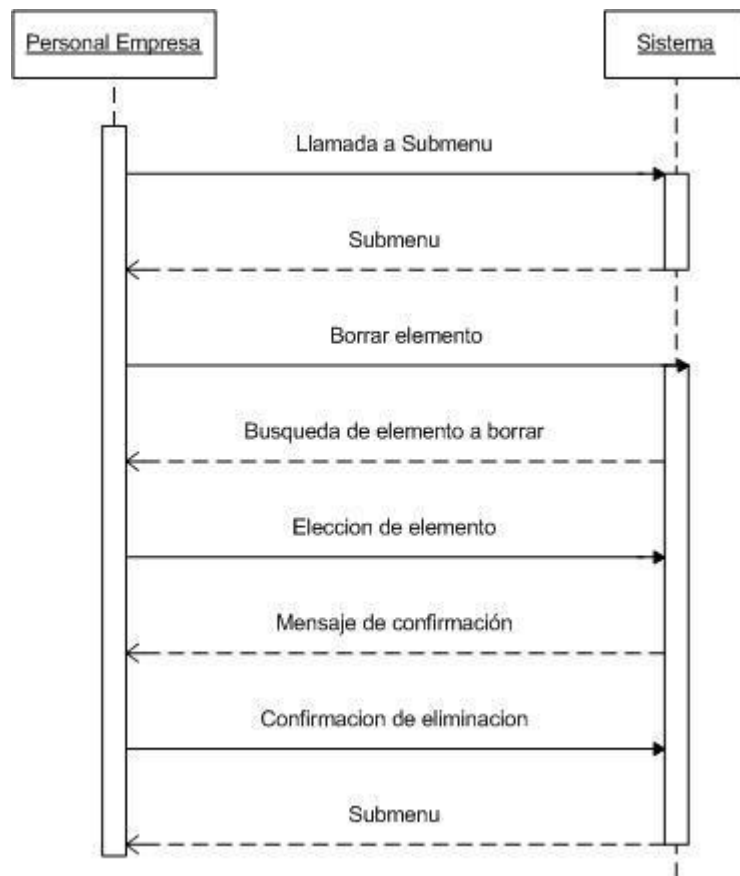 Personal Empresa
Sistema
Llamada a Submenu
Submenu
Borrar elemento
Busqueda de elemento a borrar
Eleccion de elemento
Mensaje de confirmación
Confirmacion de eliminacion
Submenu